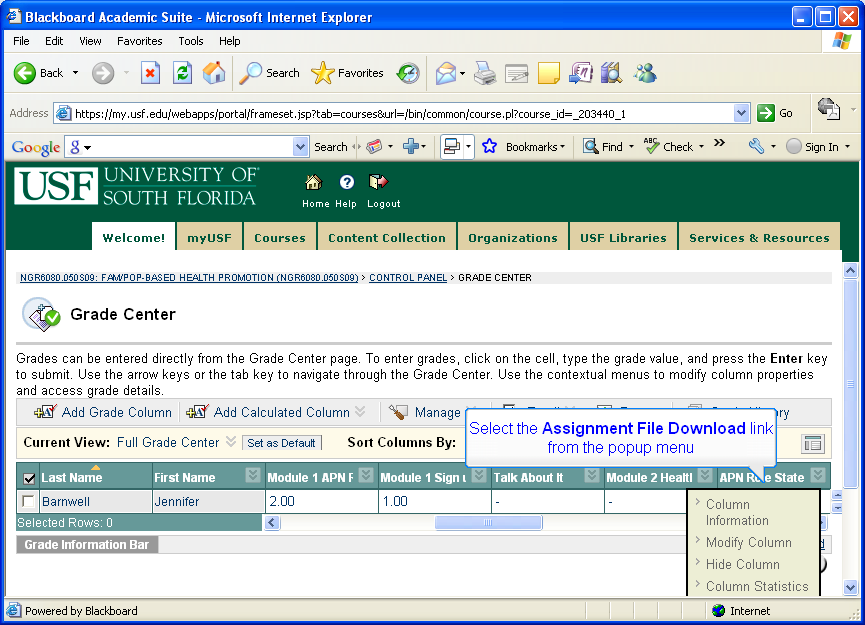 Blackboard Academic Suite - Microsoft Internet Explorer
File Edit View Favorites Tools Help
Back Search Favorites
Address https://my.usf.edu/webapps/portal/frameset.jsp?tab=courses&url=/bin/common/course.pl?course_id=_203440_1 Go
Google Search Bookmarks Find ABC Check » Sign In
USF UNIVERSITY OF
SOUTH FLORIDA
Home Help Logout
Welcome! myUSF Courses Content Collection Organizations USF Libraries Services & Resources
NGR6080.050S09: FAM/POP-BASED HEALTH PROMOTION (NGR6080.050S09) > CONTROL PANEL > GRADE CENTER
Grade Center
Grades can be entered directly from the Grade Center page. To enter grades, click on the cell, type the grade value, and press the Enter key
to submit. Use the arrow keys or the tab key to navigate through the Grade Center. Use the contextual menus to modify column properties
and access grade details.
Add Grade Column Add Calculated Column Manage
Select the Assignment File Download link
from the popup menu
Current View: Full Grade Center Set as Default Sort Columns By:
Last Name First Name Module 1 APN Module 1 Sign Talk About It Module 2 Healt APN Role State
Barnwell Jennifer 2.00 1.00 - -
Selected Rows: 0
Grade Information Bar
Column
Information
Modify Column
Hide Column
Column Statistics
Powered by Blackboard Internet